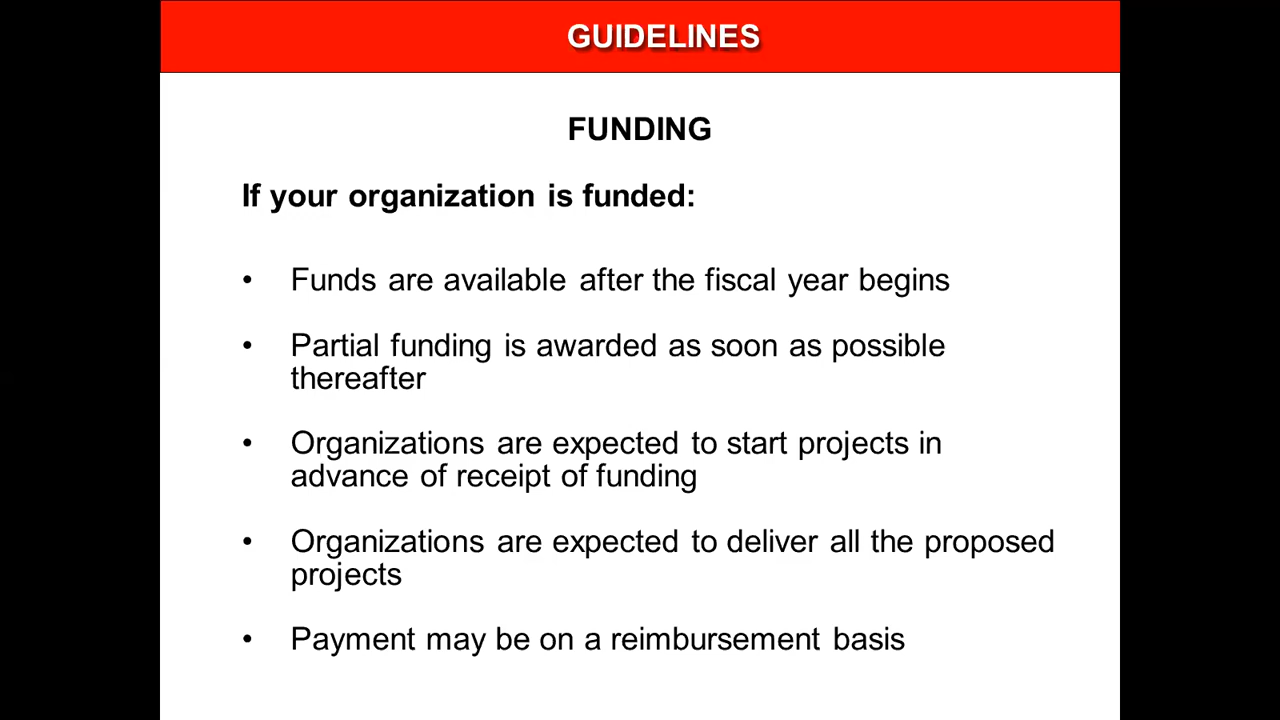 GUIDELINES
FUNDING
If your organization is funded:
• Funds are available after the fiscal year begins
• Partial funding is awarded as soon as possible
thereafter
• Organizations are expected to start projects in
advance of receipt of funding
• Organizations are expected to deliver all the proposed
projects
• Payment may be on a reimbursement basis